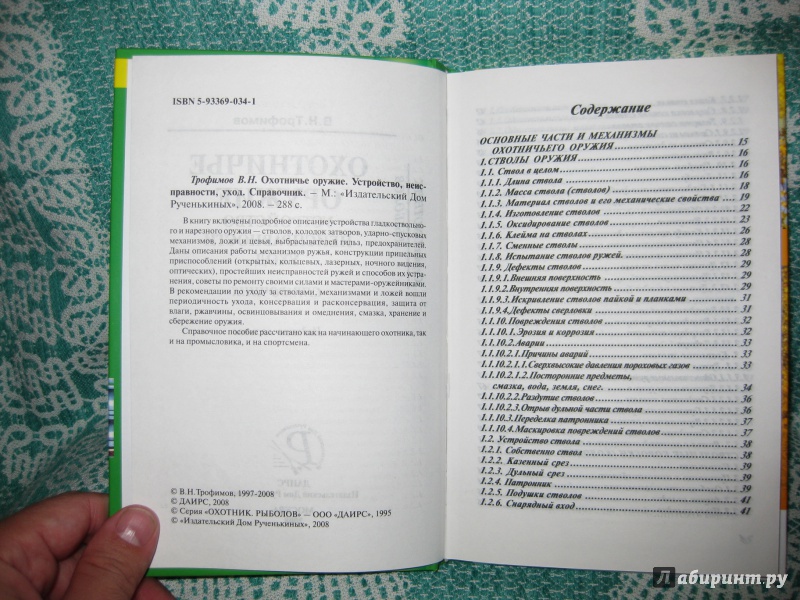 ISBN 5-93369-034-1
Трофимов В.Н. Охотничье оружие. Устройство, неис-
правности, уход. Справочник. – М.: «Издательский Дом
Рученькиных», 2008. – 288 с.
В книгу включены подробное описание устройства гладкостволь-
ного и нарезного оружия — стволов, колодок затворов, ударно-спусковых
механизмов, ложи и цевья, выбрасывателей гильз, предохранителей.
Даны описания работы механизмов ружья, конструкции прицельных
приспособлений (открытых, кольцевых, лазерных, ночного видения,
оптических), простейших неисправностей ружей и способов их устра-
нения, советы по ремонту своими силами и мастерами-оружейниками.
В рекомендации по уходу за стволами, механизмами и ложей вошли
периодичность ухода, консервация и расконсервация, защита от
влаги, ржавчины, освинцовывания и омеднения, смазка, хранение и
сбережение оружия.
Справочное пособие рассчитано как на начинающего охотника, так
и на промысловика, и на спортсмена.
© В.Н.Трофимов, 1997-2008
© ДАИРС, 2008
© Серия «ОХОТНИК. РЫБОЛОВ» — ООО «ДАИРС», 1995
© «Издательский Дом Рученькиных», 2008
Содержание
ОСНОВНЫЕ ЧАСТИ И МЕХАНИЗМЫ
ОХОТНИЧЬЕГО ОРУЖИЯ 15
1.СТВОЛЫ ОРУЖИЯ 16
1.1. Ствол в целом 16
1.1.1. Длина ствола 16
1.1.2. Масса ствола (стволов) 18
1.1.3. Материал стволов и его механические свойства 19
1.1.4. Изготовление стволов 22
1.1.5. Оксидирование стволов 23
1.1.6. Клейма на стволах 26
1.1.7. Сменные стволы 28
1.1.8. Испытание стволов ружей. 28
1.1.9. Дефекты стволов 29
1.1.9.1. Внешняя поверхность 29
1.1.9.2. Внутренняя поверхность 29
1.1.9.3. Искривление стволов пайкой и планками 31
1.1.9.4. Дефекты сверловки 31
1.1.10. Повреждения стволов 32
1.1.10.1. Эрозия и коррозия 32
1.1.10.2. Аварии 33
1.1.10.2.1. Причины аварий 33
1.1.10.2.1.1. Сверхвысокие давления пороховых газов 33
1.1.10.2.1.2. Посторонние предметы,
смазка, вода, земля, снег. 34
1.1.10.2.2. Раздутие стволов 36
1.1.10.2.3. Отрыв дульной части ствола 36
1.1.10.3. Переделка патронника 37
1.1.10.4. Маскировка повреждений стволов 37
1.2. Устройство ствола 38
1.2.1. Собственно ствол 38
1.2.2. Казенный срез 39
1.2.3. Дульный срез 39
1.2.4. Патронник 39
1.2.5. Подушки стволов 41
1.2.6. Снарядный вход 41
Лабиринт.ру